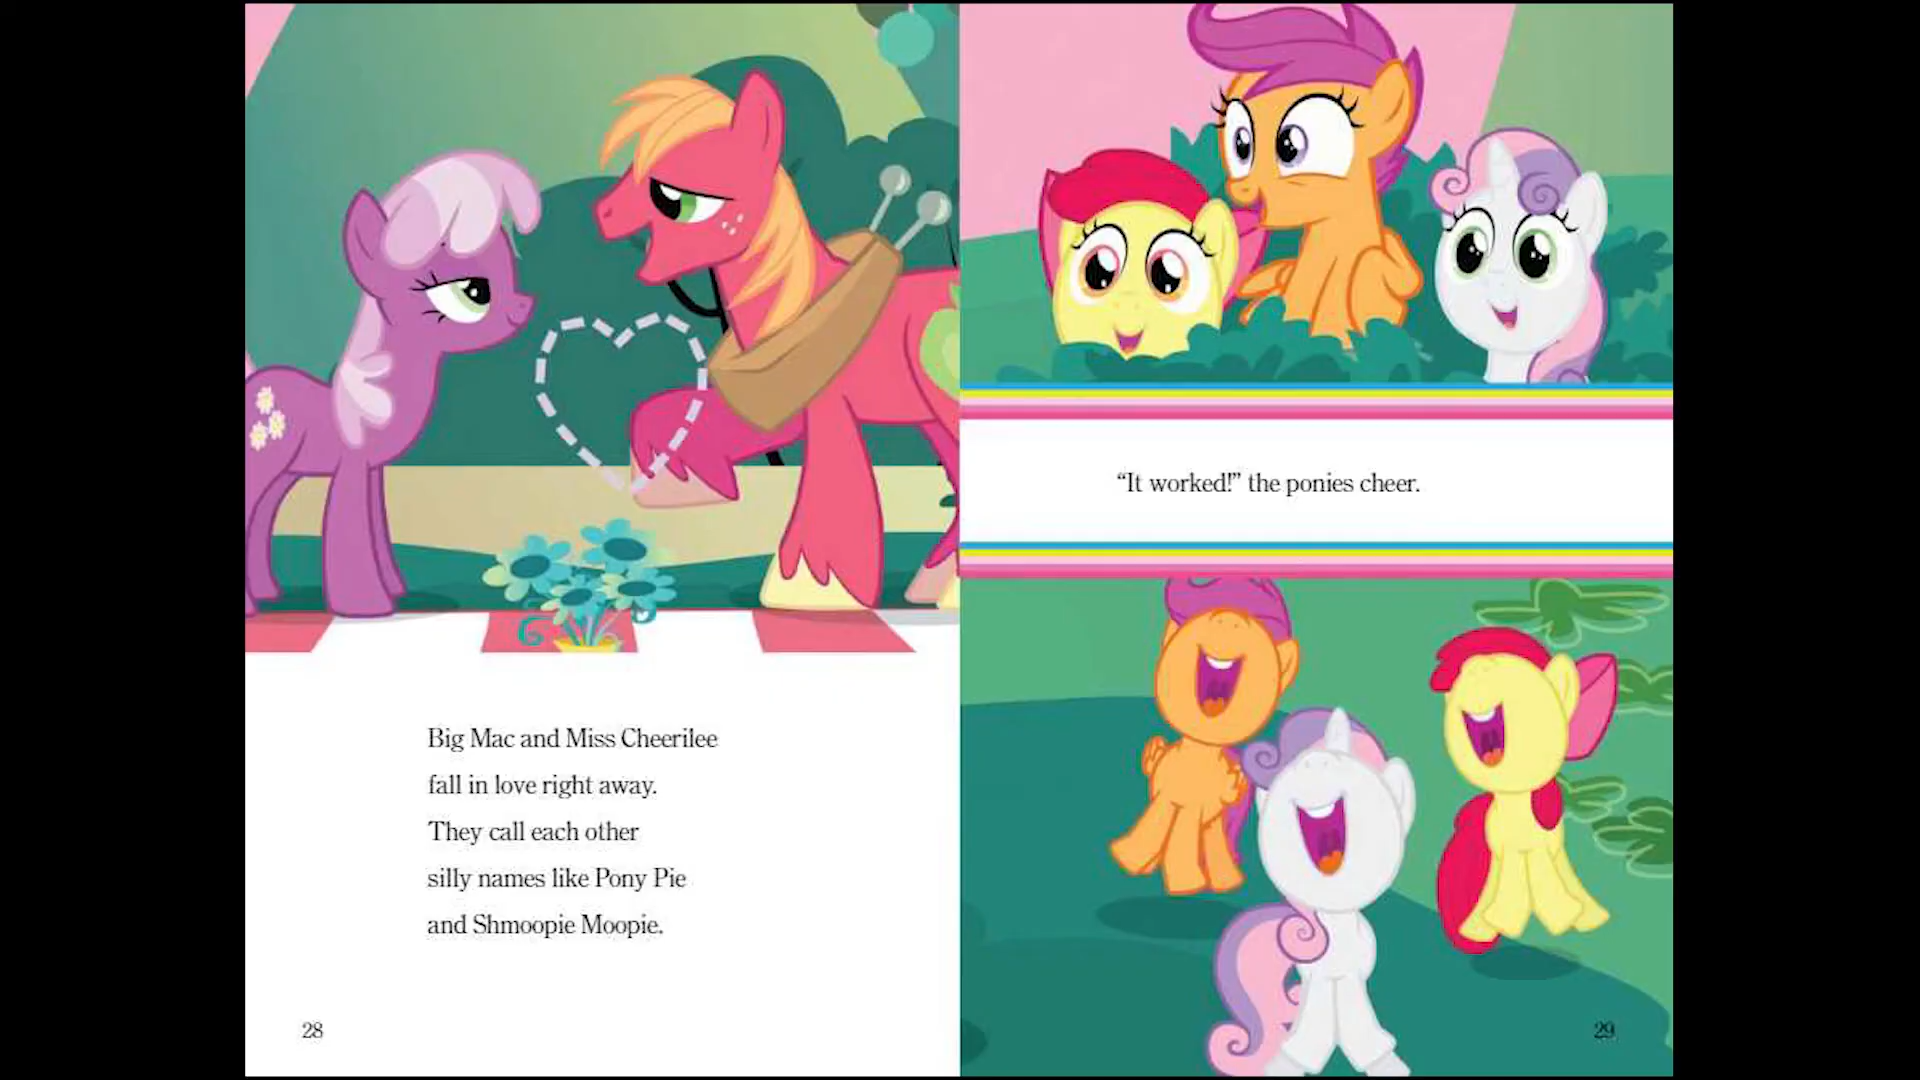 Big Mac and Miss Cheerilee
fall in love right away.
They call each other
silly names like Pony Pie
and Shmoopie Moopie.
28
“It worked!” the ponies cheer.
29